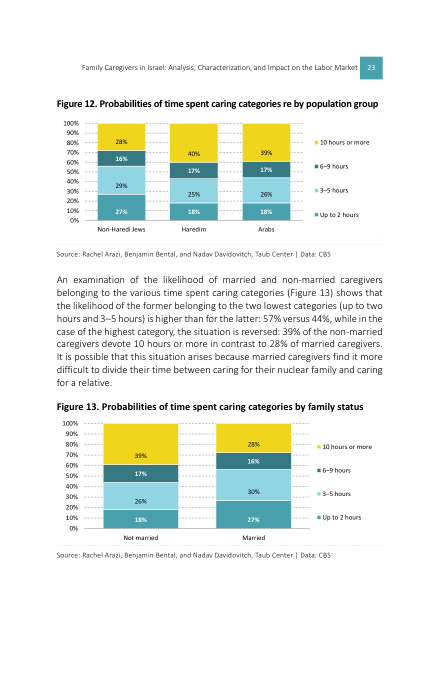 Family Caregivers in Israel: Analysis, Characterization, and Impact on the Labor Market 23
Figure 12. Probabilities of time spent caring categories re by population group
100%
90%
80%
70%
60%
50%
40%
30%
20%
10%
0%
28%
16%
29%
27%
40%
17%
25%
18%
39%
17%
26%
18%
Non-Haredi Jews Haredim Arabs
10 hours or more
6–9 hours
3–5 hours
Up to 2 hours
Source: Rachel Arazi, Benjamin Bental, and Nadav Davidovitch, Taub Center | Data: CBS
An examination of the likelihood of married and non-married caregivers
belonging to the various time spent caring categories (Figure 13) shows that
the likelihood of the former belonging to the two lowest categories (up to two
hours and 3–5 hours) is higher than for the latter: 57% versus 44%, while in the
case of the highest category, the situation is reversed: 39% of the non-married
caregivers devote 10 hours or more in contrast to 28% of married caregivers.
It is possible that this situation arises because married caregivers find it more
difficult to divide their time between caring for their nuclear family and caring
for a relative.
Figure 13. Probabilities of time spent caring categories by family status
100%
90%
80%
70%
60%
50%
40%
30%
20%
10%
0%
39%
17%
26%
18%
28%
16%
30%
27%
Not married Married
10 hours or more
6–9 hours
3–5 hours
Up to 2 hours
Source: Rachel Arazi, Benjamin Bental, and Nadav Davidovitch, Taub Center | Data: CBS